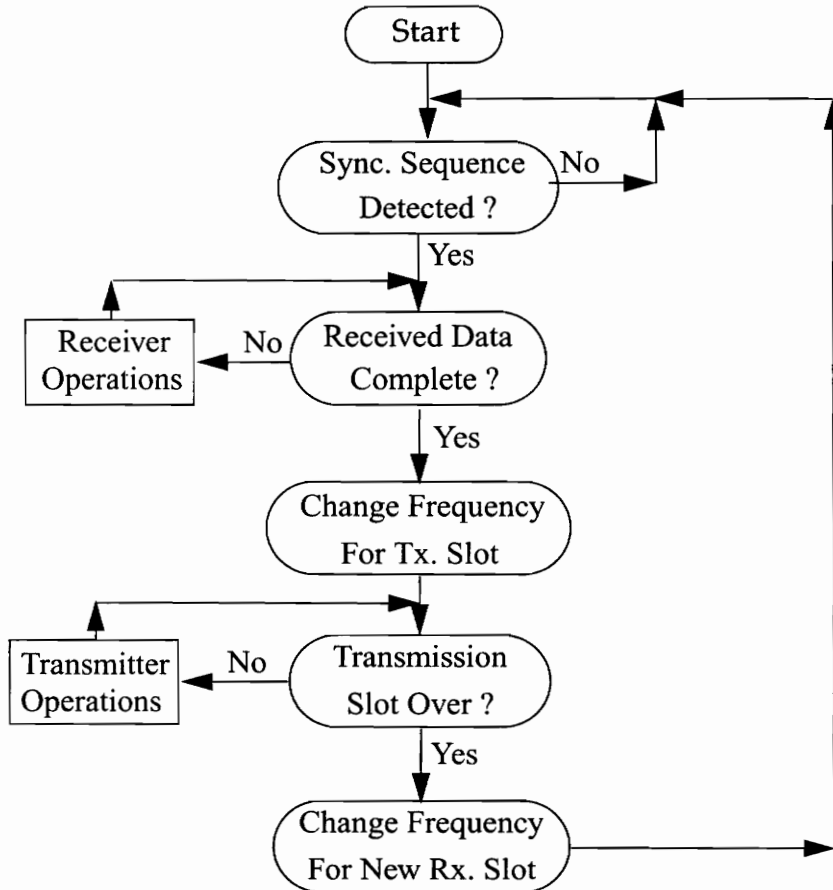 Start
Sync. Sequence
Detected ?
No
Yes
Receiver
Operations
No
Received Data
Complete ?
Yes
Change Frequency
For Tx. Slot
Transmitter
Operations
No
Transmission
Slot Over ?
Yes
Change Frequency
For New Rx. Slot